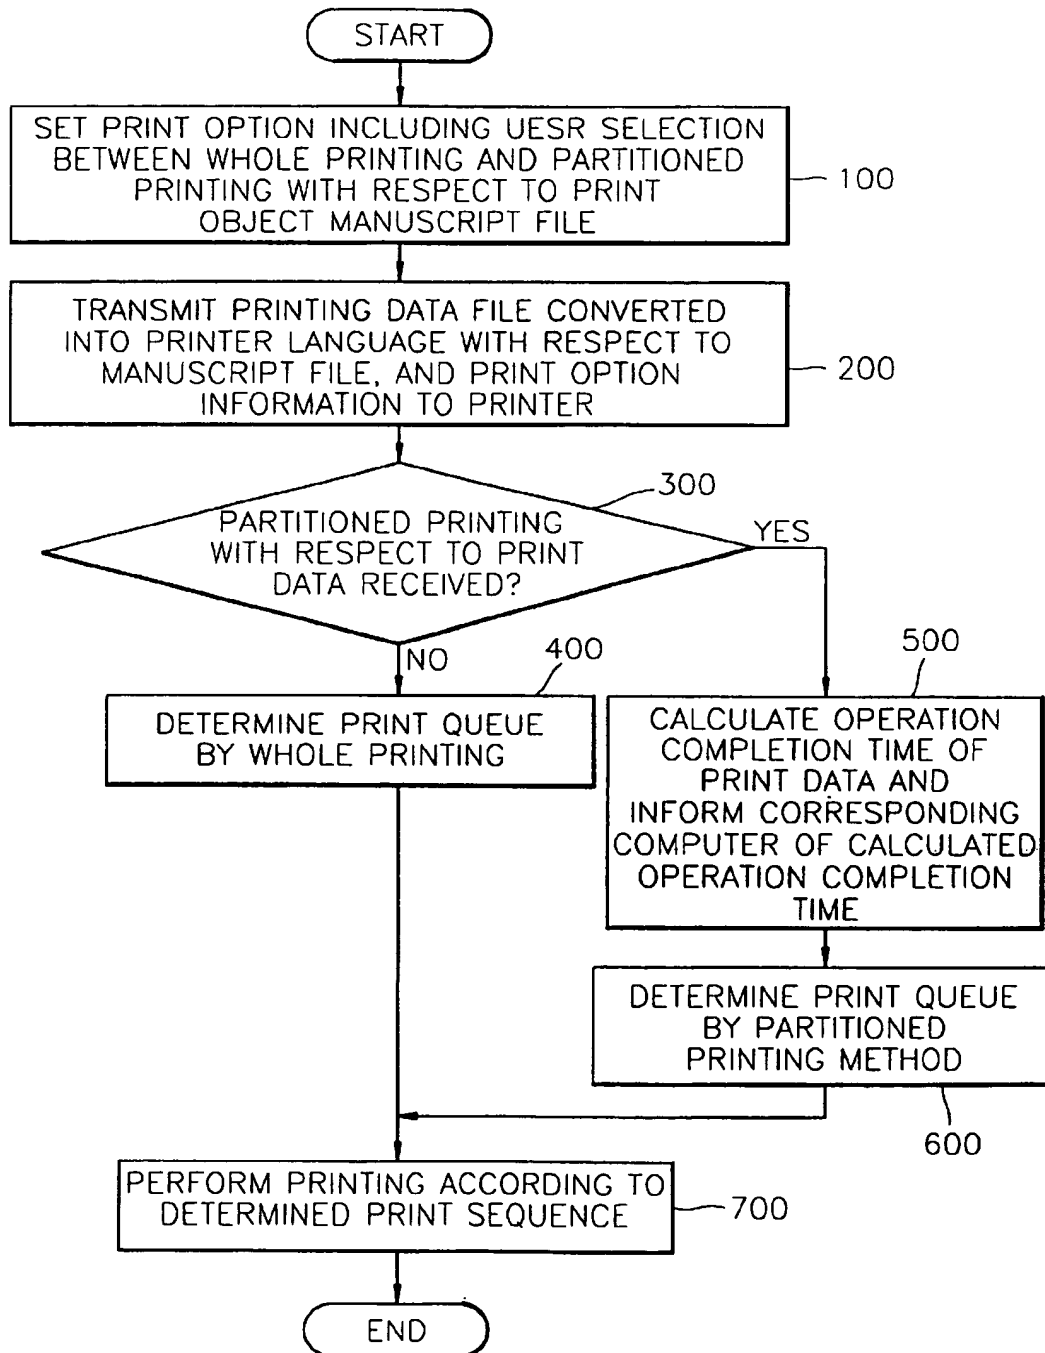 START
SET PRINT OPTION INCLUDING UESR SELECTION
BETWEEN WHOLE PRINTING AND PARTITIONED
PRINTING WITH RESPECT TO PRINT
OBJECT MANUSCRIPT FILE
100
TRANSMIT PRINTING DATA FILE CONVERTED
INTO PRINTER LANGUAGE WITH RESPECT TO
MANUSCRIPT FILE, AND PRINT OPTION
INFORMATION TO PRINTER
200
300
PARTITIONED PRINTING
WITH RESPECT TO PRINT
DATA RECEIVED?
YES
NO
400
DETERMINE PRINT QUEUE
BY WHOLE PRINTING
500
CALCULATE OPERATION
COMPLETION TIME OF
PRINT DATA AND
INFORM CORRESPONDING
COMPUTER OF CALCULATED
OPERATION COMPLETION
TIME
DETERMINE PRINT QUEUE
BY PARTITIONED
PRINTING METHOD
600
PERFORM PRINTING ACCORDING TO
DETERMINED PRINT SEQUENCE
700
END